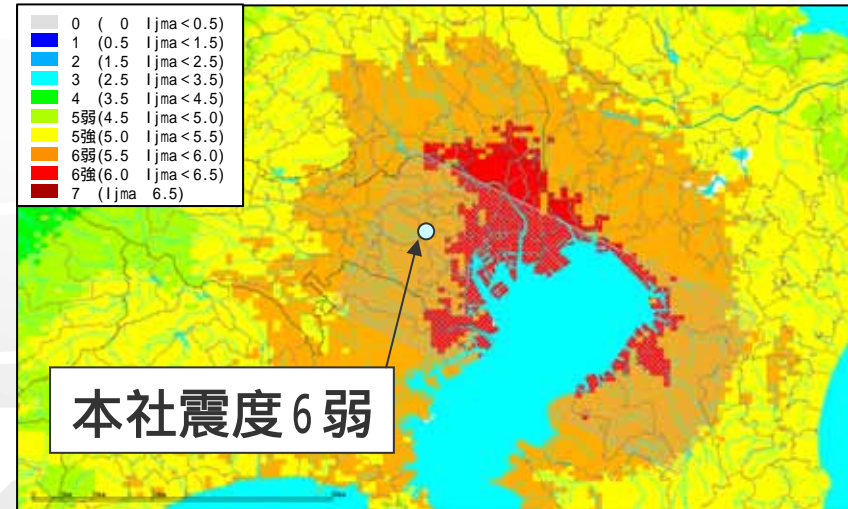 0 ( 0 Ijma<0.5)
1 (0.5 Ijma<1.5)
2 (1.5 Ijma<2.5)
3 (2.5 Ijma<3.5)
4 (3.5 Ijma<4.5)
5弱(4.5 Ijma<5.0)
5強(5.0 Ijma<5.5)
6弱(5.5 Ijma<6.0)
6強(6.0 Ijma<6.5)
7 (Ijma 6.5)
本社震度6弱